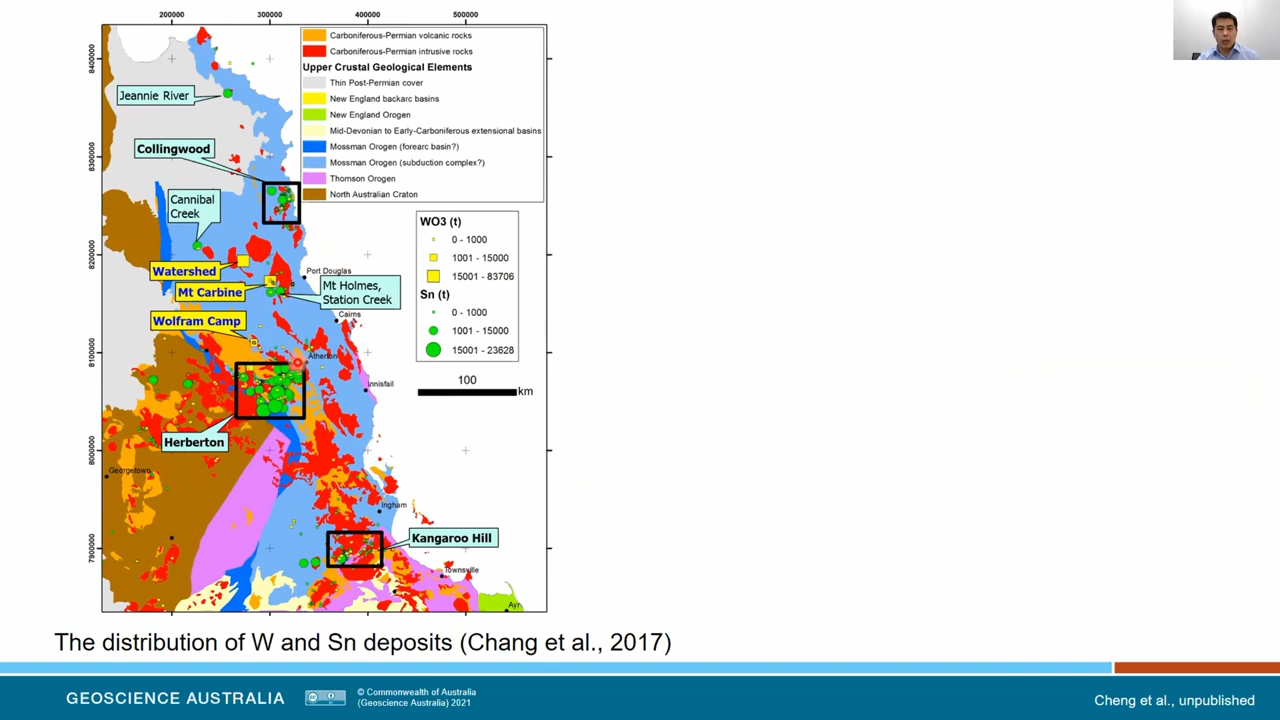 200000 300000 400000 500000
8400000
8300000
8200000
8100000
8000000
7900000
Carboniferous-Permian volcanic rocks
Carboniferous-Permian intrusive rocks
Upper Crustal Geological Elements
Thin Post-Permian cover
New England backarc basins
New England Orogen
Mid-Devonian to Early-Carboniferous extensional basins
Mossman Orogen (forearc basin?)
Mossman Orogen (subduction complex?)
Thomson Orogen
North Australian Craton
WO3 (t)
0 - 1000
1001 - 15000
15001 - 83706
Sn (t)
0 - 1000
1001 - 15000
15001 - 23628
100
km
Jeannie River
Collingwood
Cannibal
Creek
Watershed
Port Douglas
Mt Carbine
Mt Holmes,
Station Creek
Wolfram Camp
Cairns
Atherton
Innisfail
Herberton
Georgetown
Ingham
Kangaroo Hill
Townsville
Ayr
The distribution of W and Sn deposits (Chang et al., 2017)
GEOSCIENCE AUSTRALIA
© Commonwealth of Australia
(Geoscience Australia) 2021
Cheng et al., unpublished